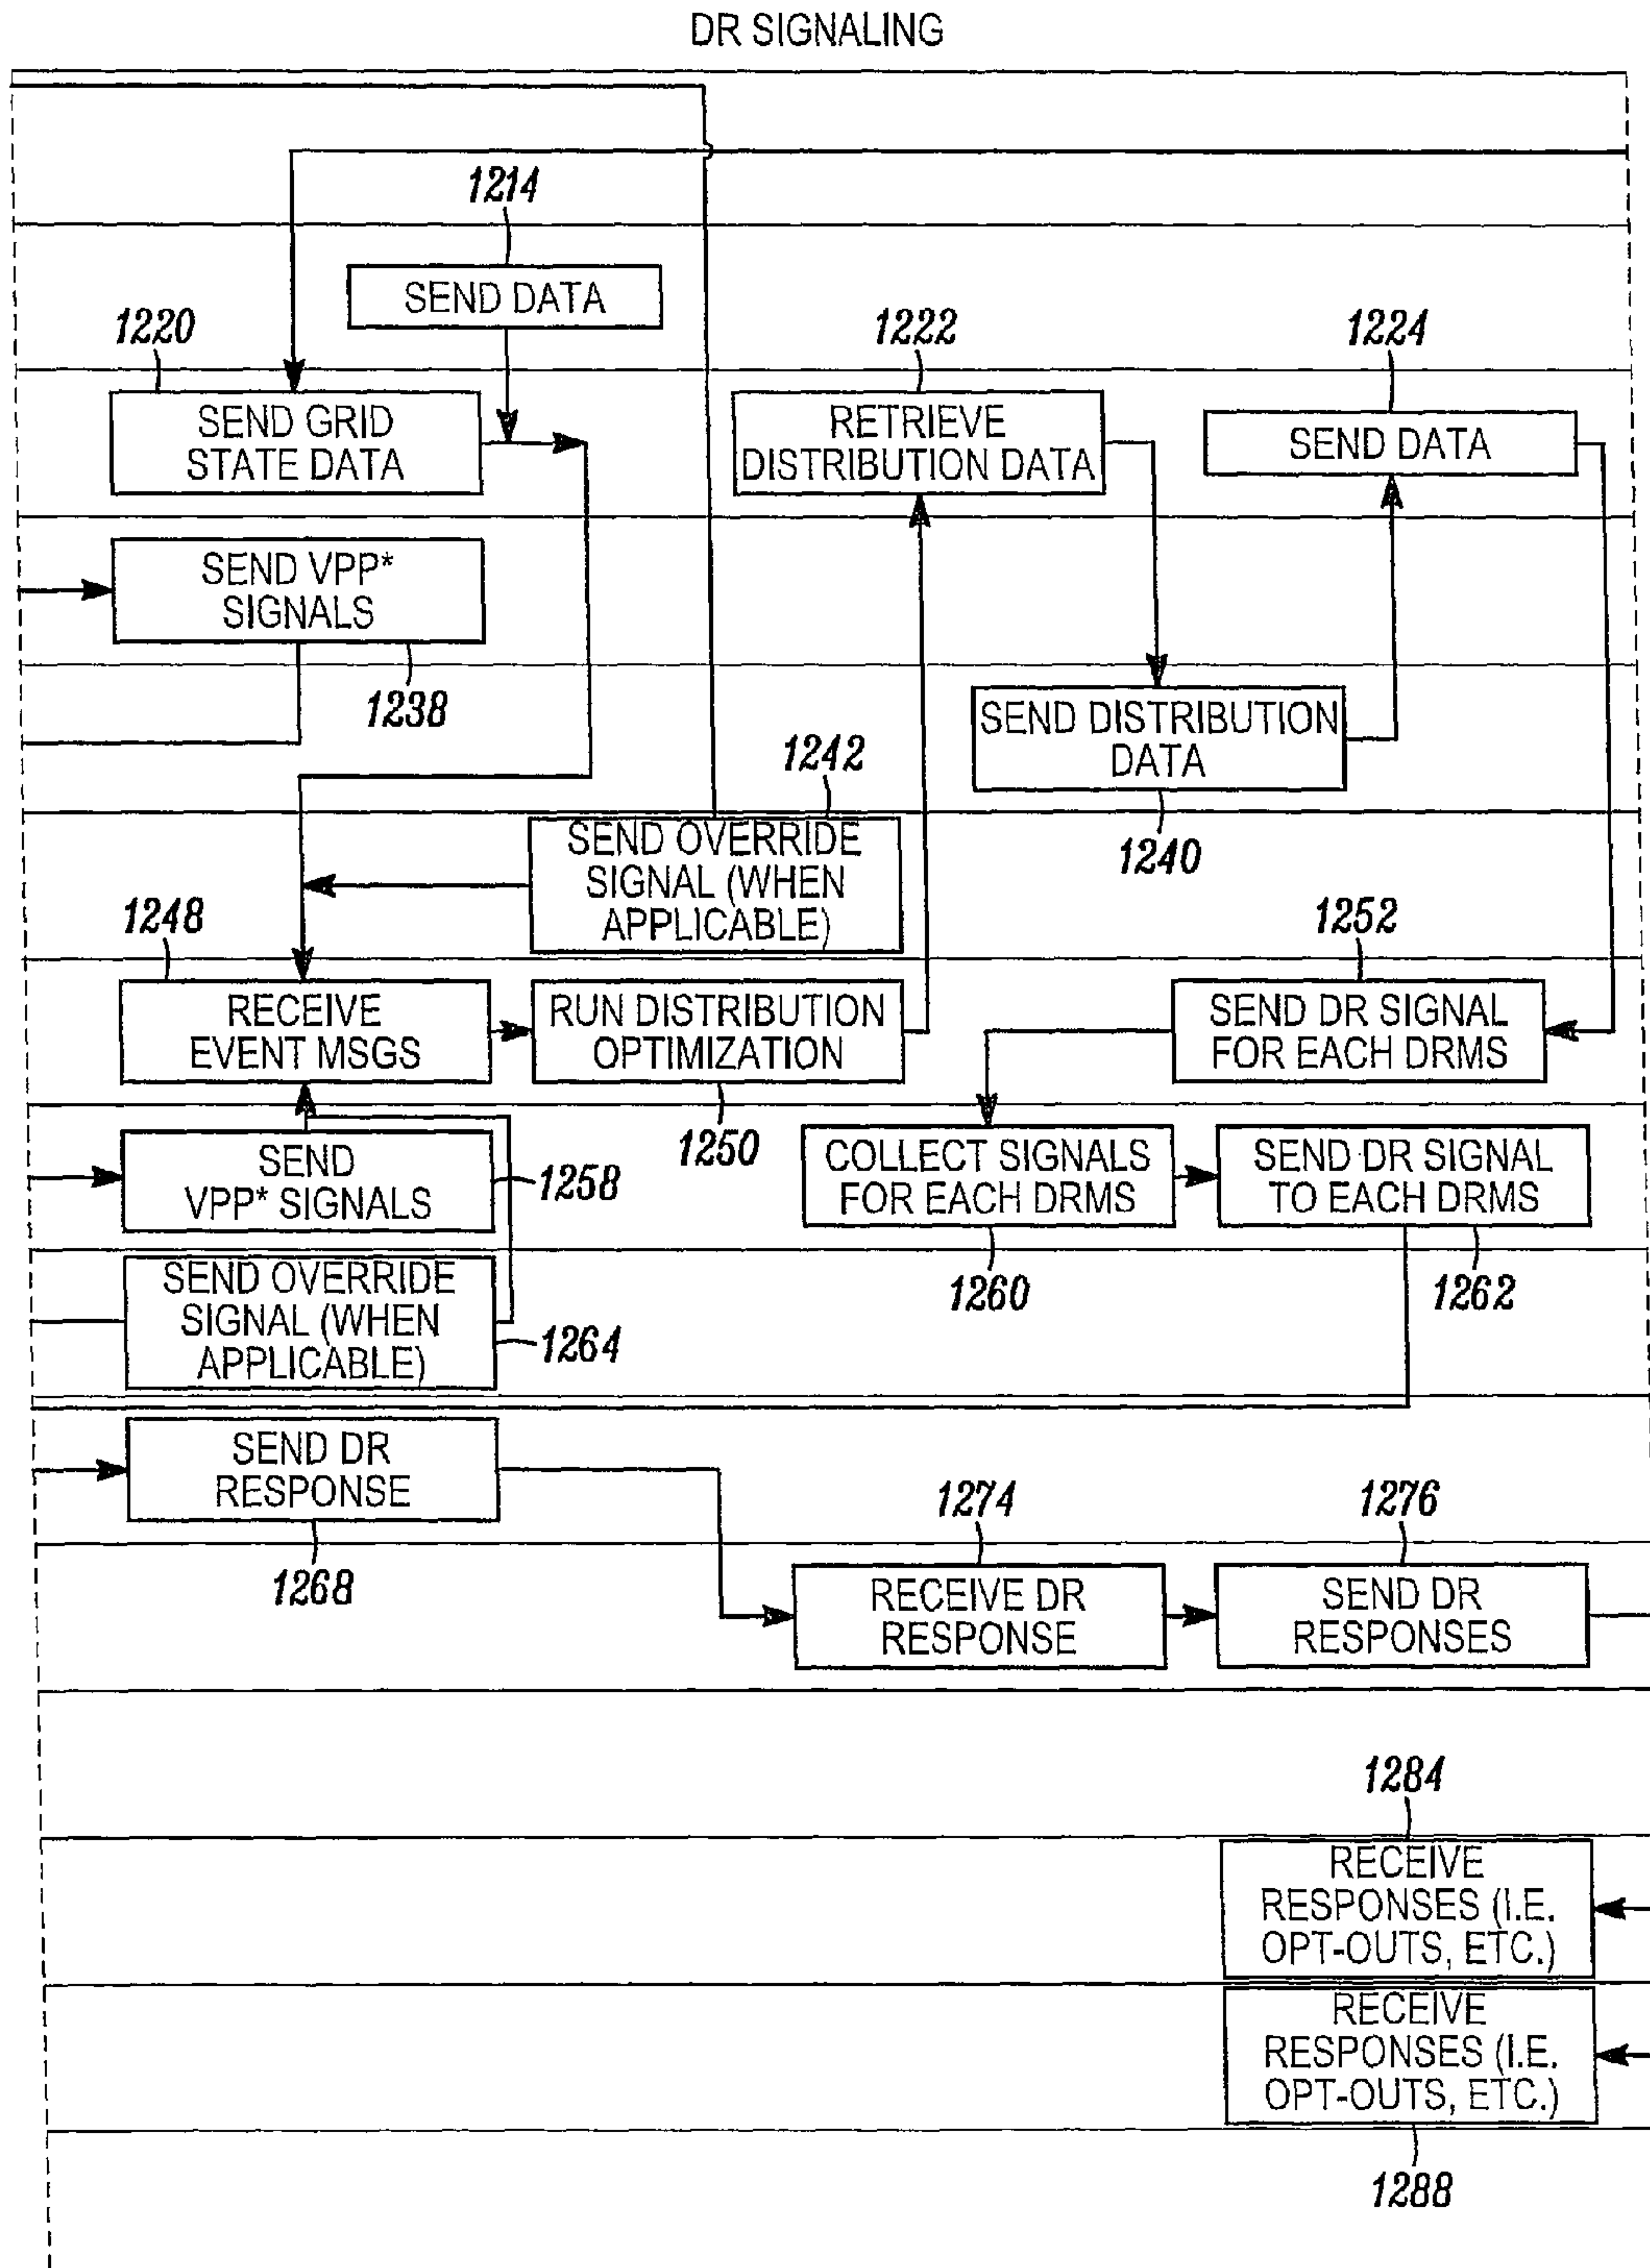 DR SIGNALING
1214
SEND DATA
1220
1222
1224
SEND GRID
STATE DATA
RETRIEVE
DISTRIBUTION DATA
SEND DATA
SEND VPP*
SIGNALS
1238
SEND DISTRIBUTION
DATA
1240
1242
SEND OVERRIDE
SIGNAL (WHEN
APPLICABLE)
1248
1252
RECEIVE
EVENT MSGS
RUN DISTRIBUTION
OPTIMIZATION
1250
SEND DR SIGNAL
FOR EACH DRMS
SEND
VPP* SIGNALS
1258
COLLECT SIGNALS
FOR EACH DRMS
1260
SEND DR SIGNAL
TO EACH DRMS
1262
SEND OVERRIDE
SIGNAL (WHEN
APPLICABLE)
1264
SEND DR
RESPONSE
1268
1274
1276
RECEIVE DR
RESPONSE
SEND DR
RESPONSES
1284
RECEIVE
RESPONSES (I.E.
OPT-OUTS, ETC.)
RECEIVE
RESPONSES (I.E.
OPT-OUTS, ETC.)
1288